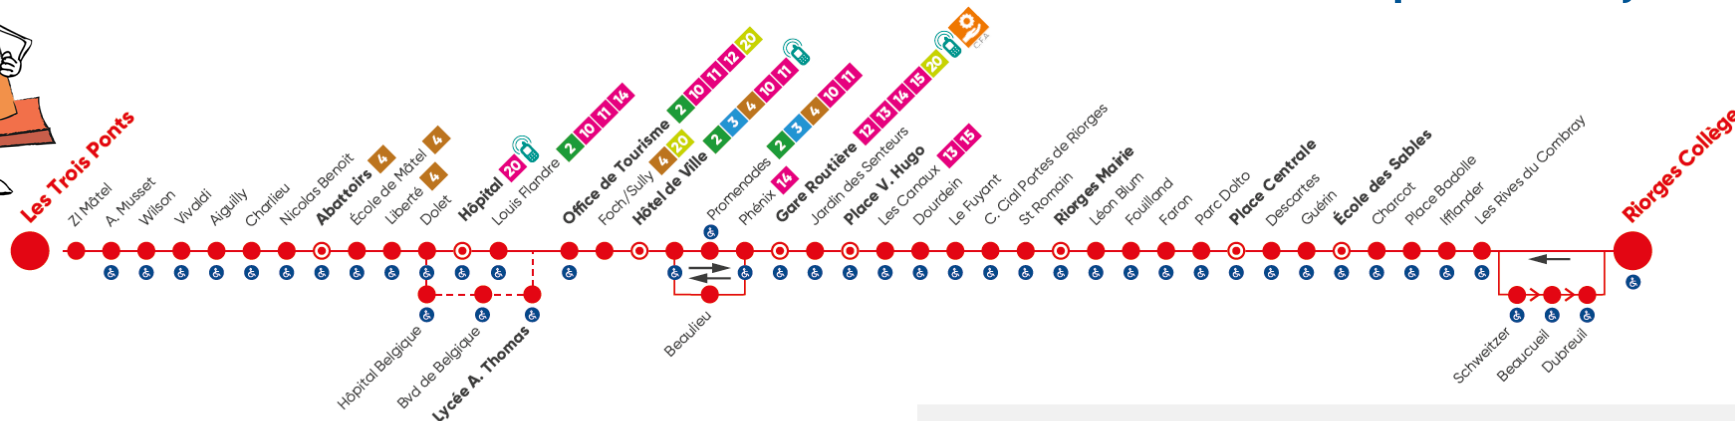 Les Trois Ponts
ZI Mâtel
A. Musset
Wilson
Vivaldi
Aiguilly
Charlieu
Nicolas Benoit
Abattoirs 4
École de Mâtel 4
Liberté 4
Dolet
Hôpital 20
Louis Flandre 2 10 11 14
Office de Tourisme 2 10 11 12 20
Foch/Sully 4 20
Hôtel de Ville 2 3 4 10 11
Promenades 2 3 4 10 11
Phénix 14
Gare Routière 12 13 14 15 20
CFA
Jardin des Senteurs
Place V. Hugo
Les Canaux 13 15
Dourdein
Le Fuyant
C. Cial Portes de Riorges
St Romain
Riorges Mairie
Léon Blum
Fouilland
Faron
Parc Dolto
Place Centrale
Descartes
Guérin
École des Sables
Charcot
Place Badolle
Ifflander
Les Rives du Combray
Riorges Collège
Hôpital Belgique
Bvd de Belgique
Lycée A. Thomas
Beaulieu
Schweitzer
Beaucueil
Dubreuil